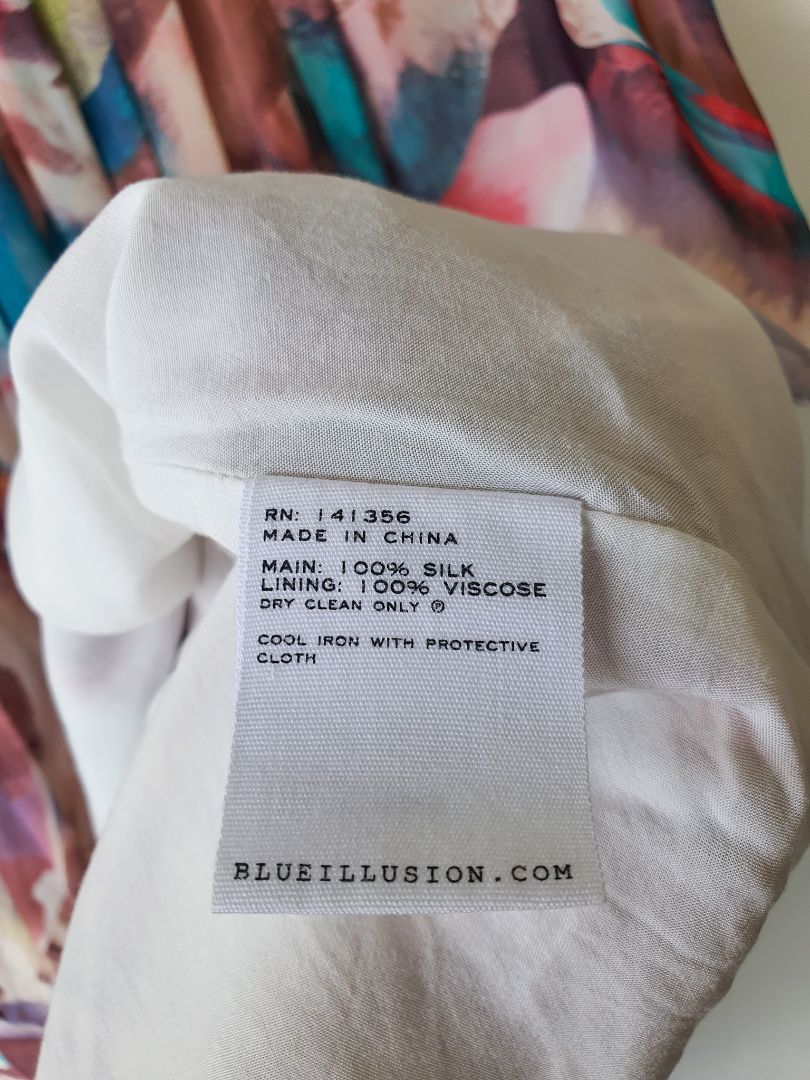 RN: 141356
MADE IN CHINA
MAIN: 100% SILK
LINING: 100% VISCOSE
DRY CLEAN ONLY Ⓟ
COOL IRON WITH PROTECTIVE
CLOTH
BLUEILLUSION.COM